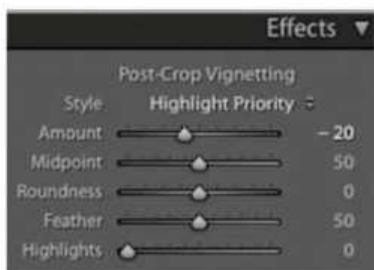 Effects ▼
Post-Crop Vignetting
Style Highlight Priority
Amount − 20
Midpoint 50
Roundness 0
Feather 50
Highlights 0